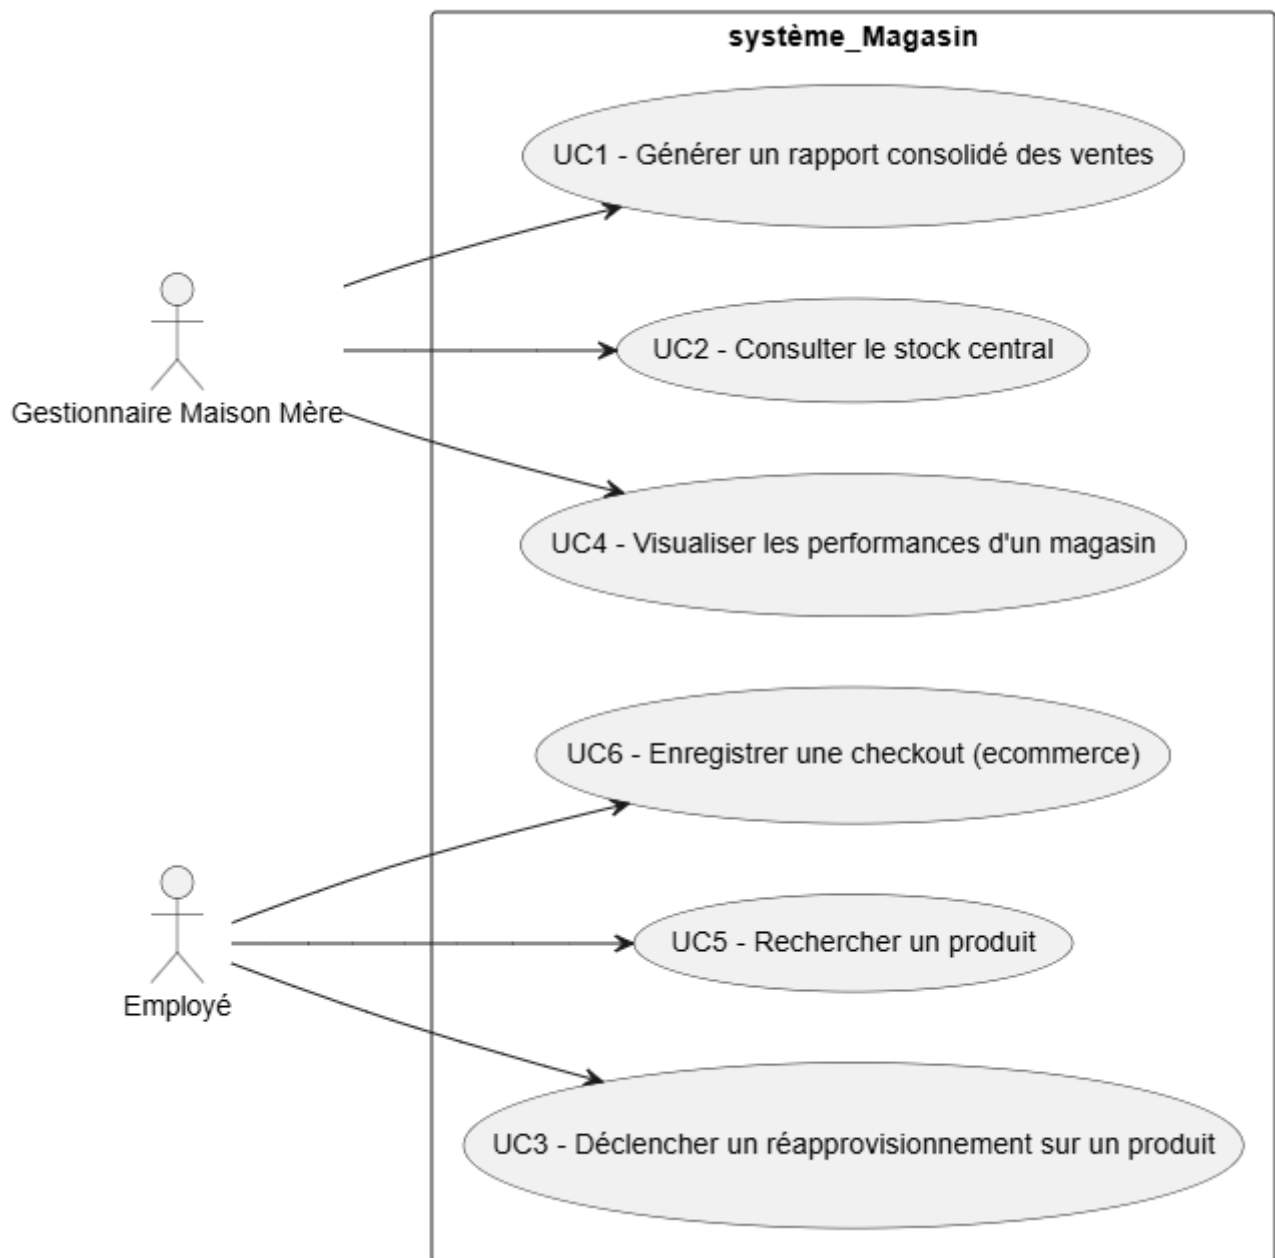 système_Magasin
UC1 - Générer un rapport consolidé des ventes
UC2 - Consulter le stock central
Gestionnaire Maison Mère
UC4 - Visualiser les performances d'un magasin
UC6 - Enregistrer une checkout (ecommerce)
UC5 - Rechercher un produit
Employé
UC3 - Déclencher un réapprovisionnement sur un produit